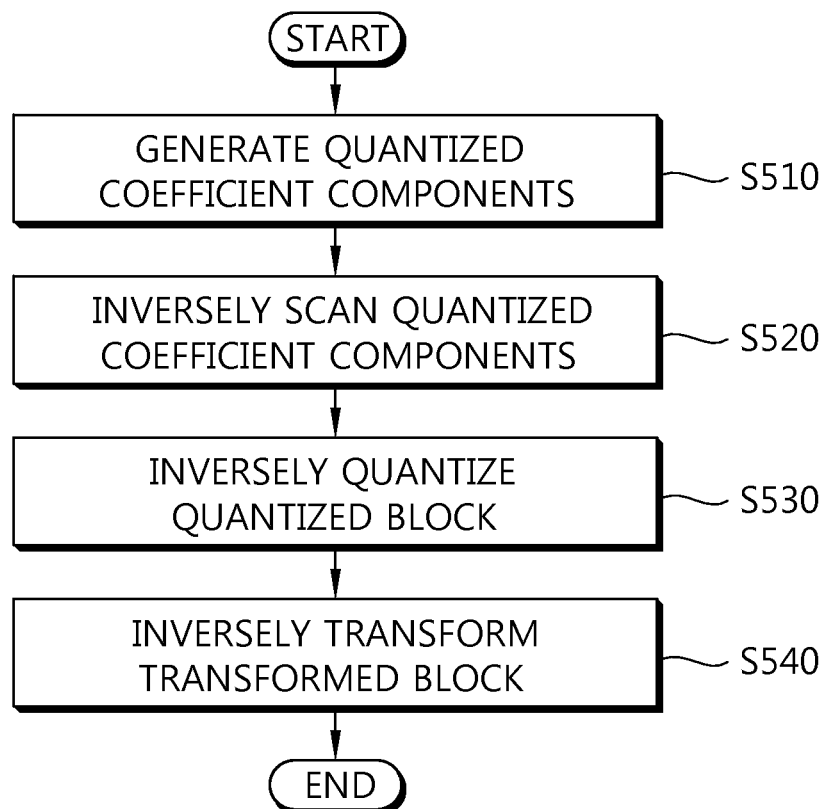 START
GENERATE QUANTIZED
COEFFICIENT COMPONENTS
S510
INVERSELY SCAN QUANTIZED
COEFFICIENT COMPONENTS
S520
INVERSELY QUANTIZE
QUANTIZED BLOCK
S530
INVERSELY TRANSFORM
TRANSFORMED BLOCK
S540
END